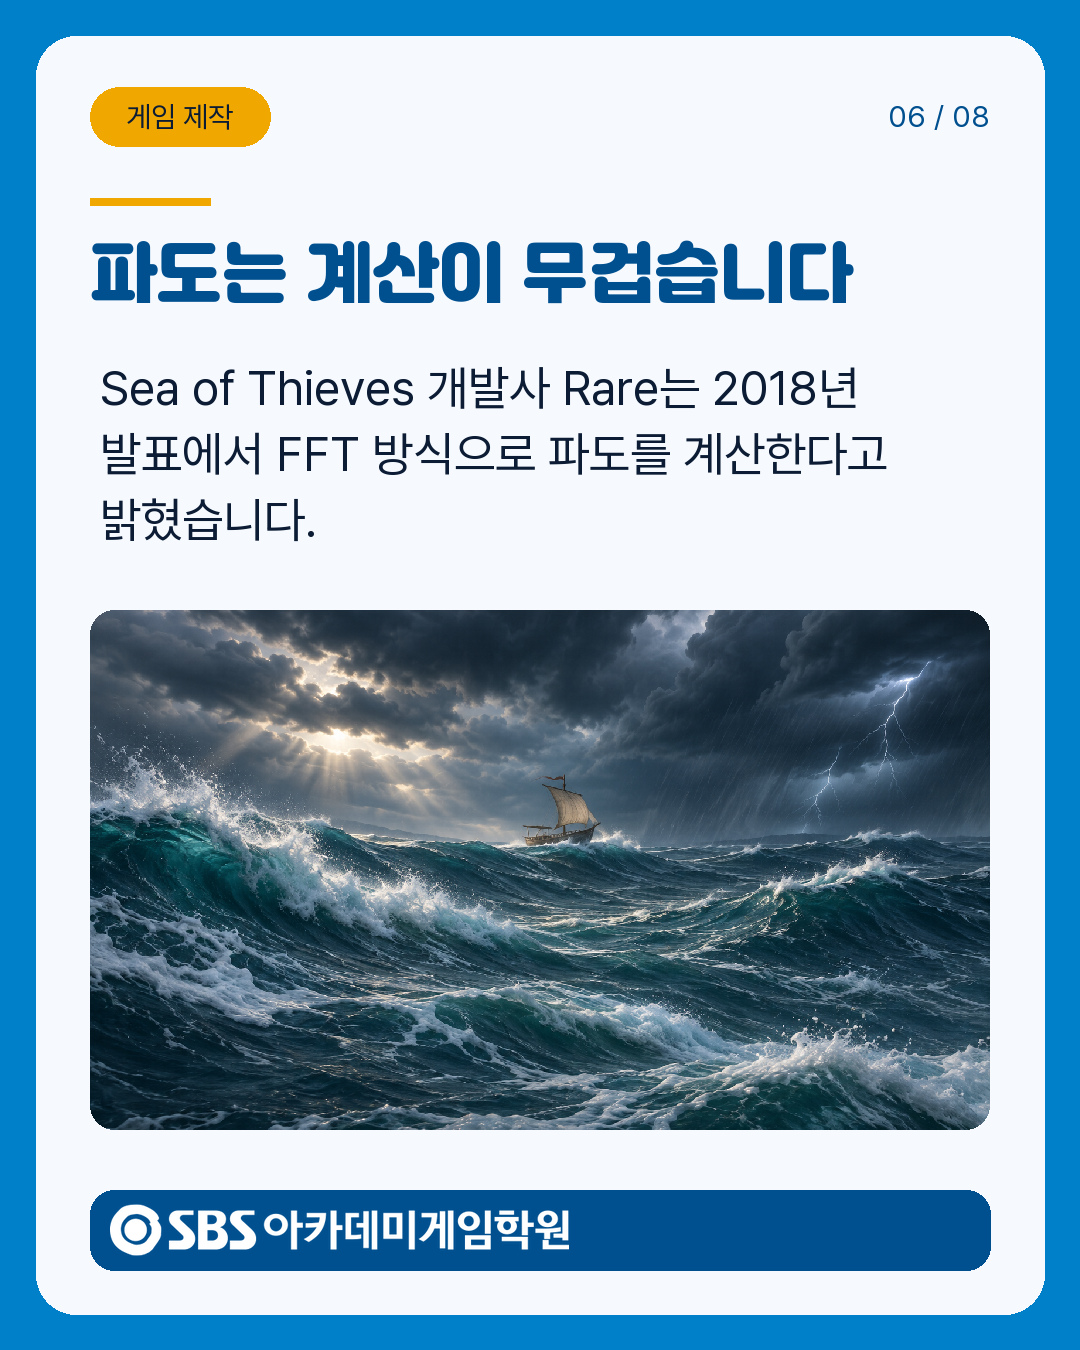 게임 제작
06 / 08
파도는 계산이 무겁습니다
Sea of Thieves 개발사 Rare는 2018년
발표에서 FFT 방식으로 파도를 계산한다고
밝혔습니다.
SBS 아카데미게임학원